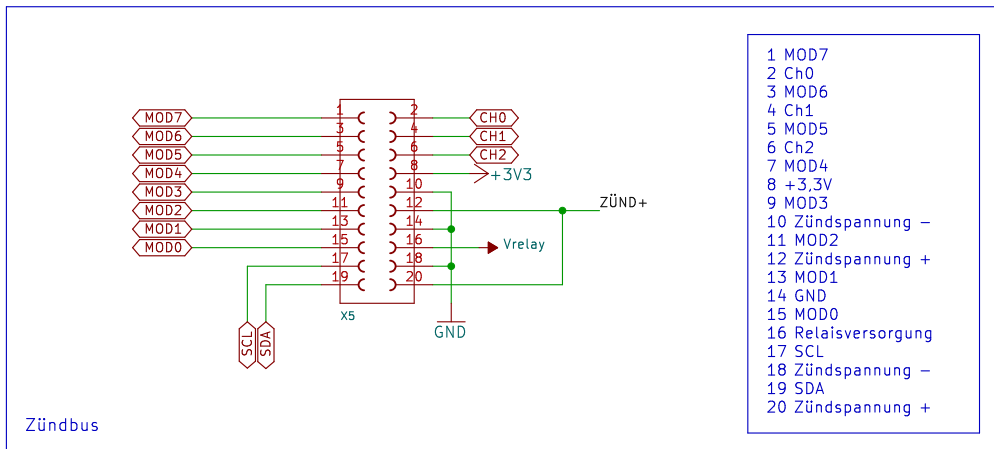 MOD7 1 2 CH0
MOD6 3 4 CH1
MOD5 5 6 CH2
MOD4 7 8 +3V3
MOD3 9 10
MOD2 11 12 ZÜND+
MOD1 13 14
MOD0 15 16 Vrelay
17 18
19 20
X5
SCL
SDA
GND
Zündbus
1 MOD7
2 Ch0
3 MOD6
4 Ch1
5 MOD5
6 Ch2
7 MOD4
8 +3,3V
9 MOD3
10 Zündspannung -
11 MOD2
12 Zündspannung +
13 MOD1
14 GND
15 MOD0
16 Relaisversorgung
17 SCL
18 Zündspannung -
19 SDA
20 Zündspannung +